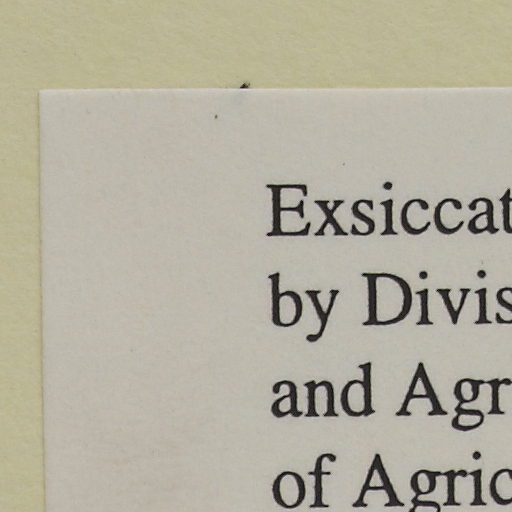 Exsiccat
by Divis
and Agr
of Agric